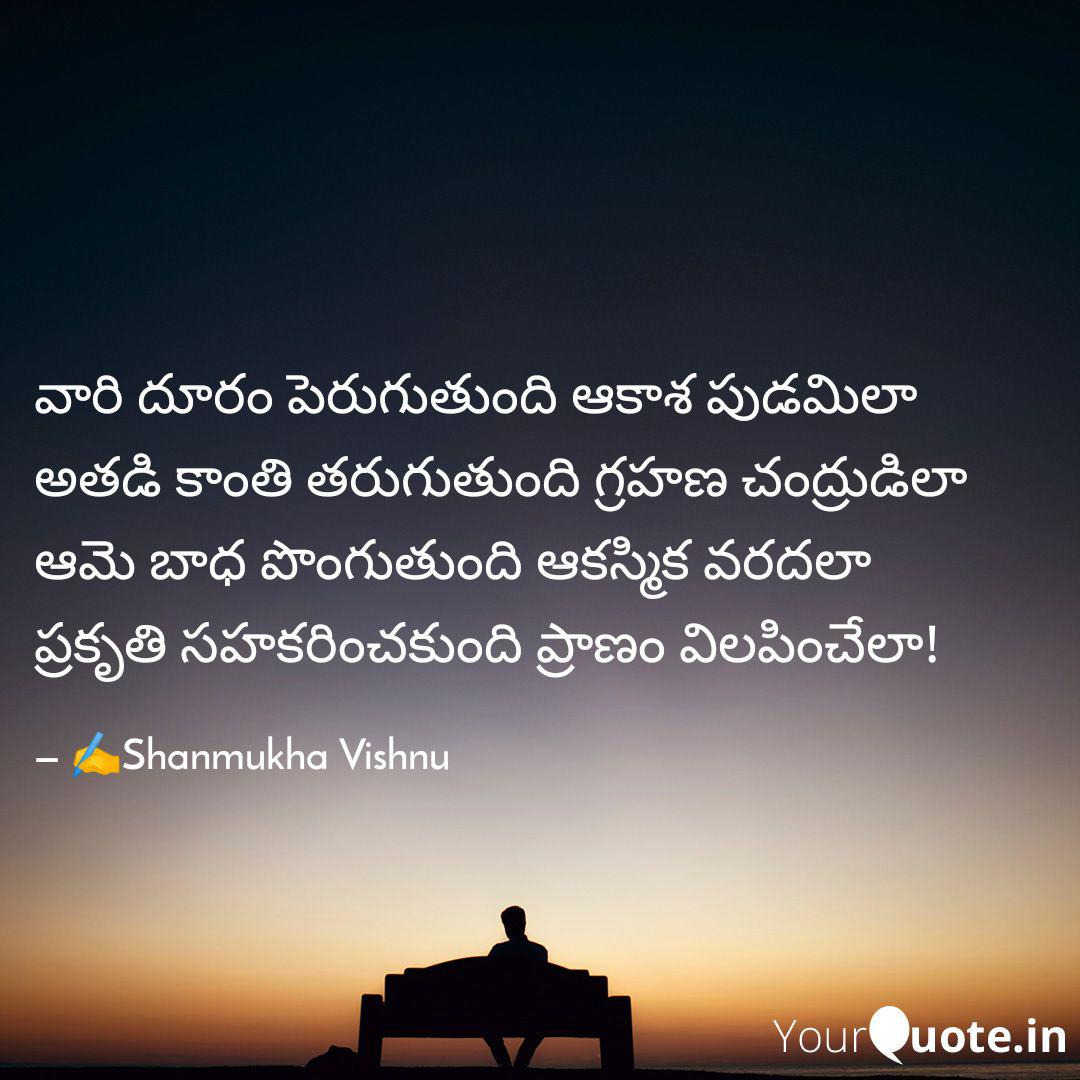 వారి దూరం పెరుగుతుంది ఆకాశ పుడమిలా
అతడి కాంతి తరుగుతుంది గ్రహణ చంద్రుడిలా
ఆమె బాధ పొంగుతుంది ఆకస్మిక వరదలా
ప్రకృతి సహకరించకుంది ప్రాణం విలపించేలా!
– ✍Shanmukha Vishnu
YourQuote.in